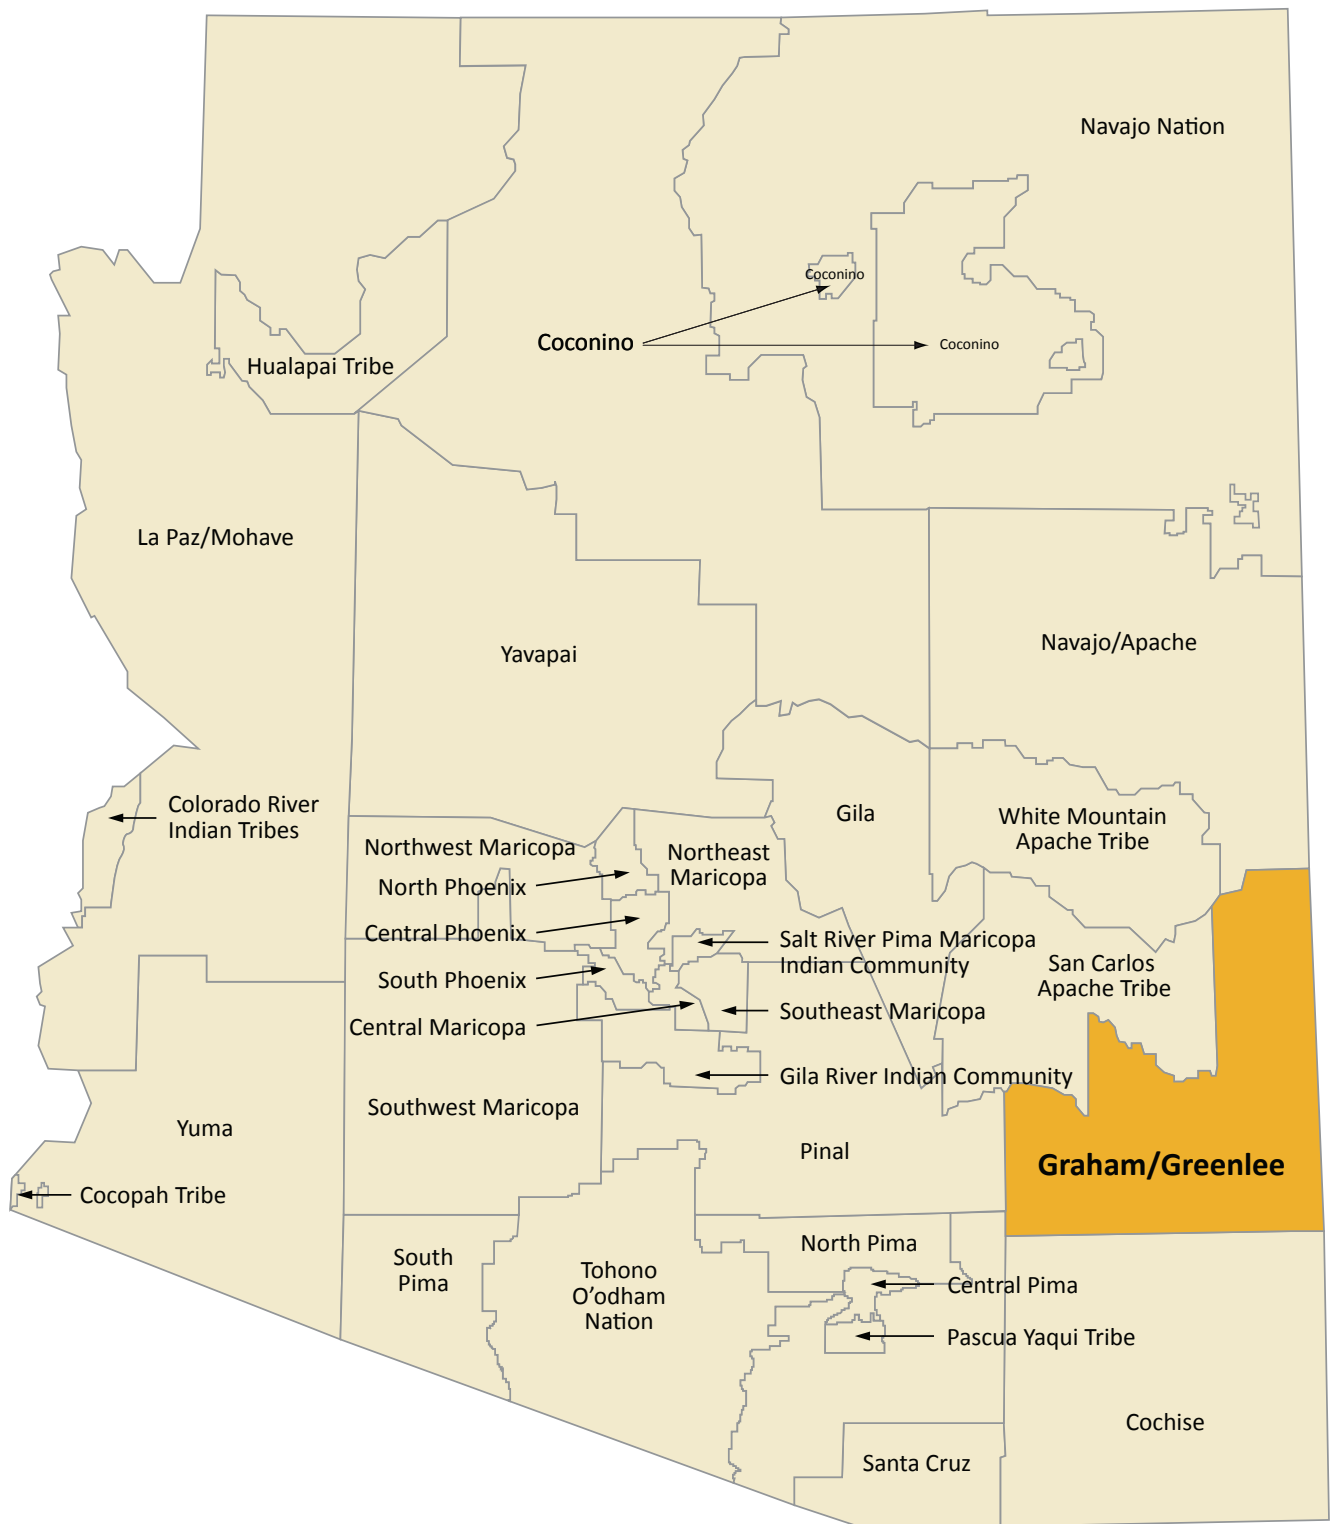 Navajo Nation
Coconino
Coconino
Coconino
Hualapai Tribe
La Paz/Mohave
Yavapai
Navajo/Apache
Colorado River
Indian Tribes
Gila
White Mountain
Apache Tribe
Northwest Maricopa
Northeast
Maricopa
North Phoenix
Central Phoenix
Salt River Pima Maricopa
Indian Community
San Carlos
Apache Tribe
South Phoenix
Southeast Maricopa
Central Maricopa
Gila River Indian Community
Southwest Maricopa
Yuma
Pinal
Graham/Greenlee
Cocopah Tribe
North Pima
South
Pima
Tohono
O’odham
Nation
Central Pima
Pascua Yaqui Tribe
Cochise
Santa Cruz